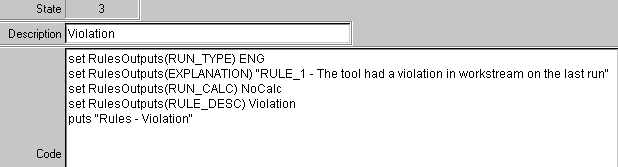 State 3
Description Violation
set RulesOutputs(RUN_TYPE) ENG
set RulesOutputs(EXPLANATION) "RULE_1 - The tool had a violation in workstream on the last run"
set RulesOutputs(RUN_CALC) NoCalc
set RulesOutputs(RULE_DESC) Violation
puts "Rules - Violation"
Code